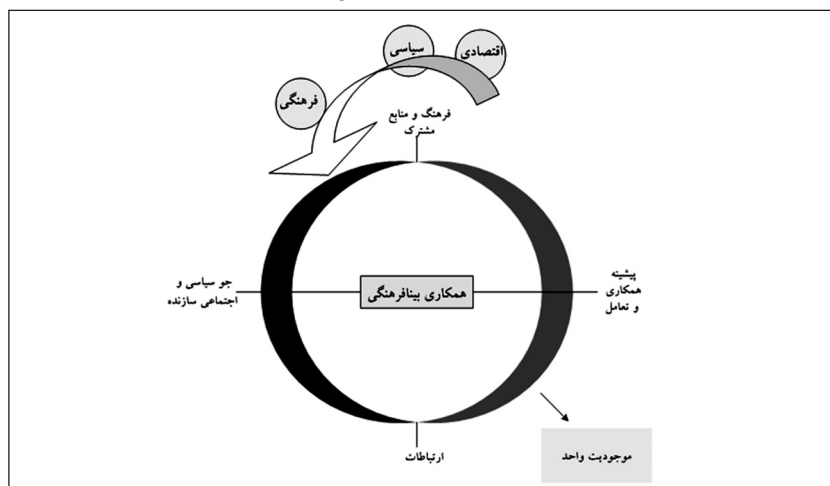 اقتصادی
سیاسی
فرهنگی
فرهنگ و منابع
مشترک
پیشینه
همکاری
و تعامل
همکاری بینافرهنگی
جو سیاسی و
اجتماعی سازنده
ارتباطات
موجودیت واحد